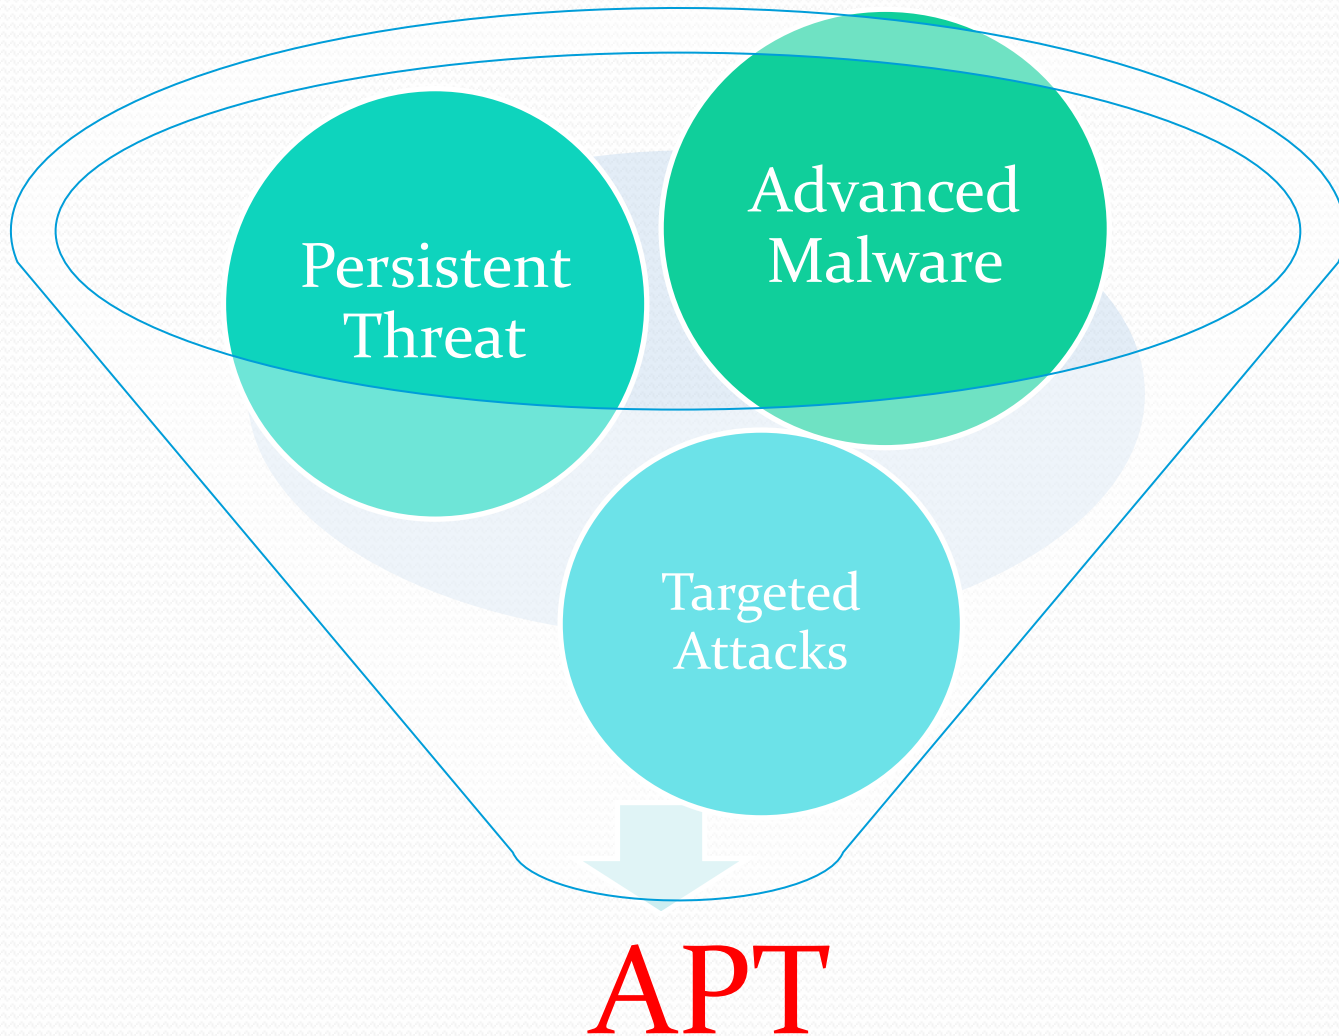 Persistent
Threat
Advanced
Malware
Targeted
Attacks
APT